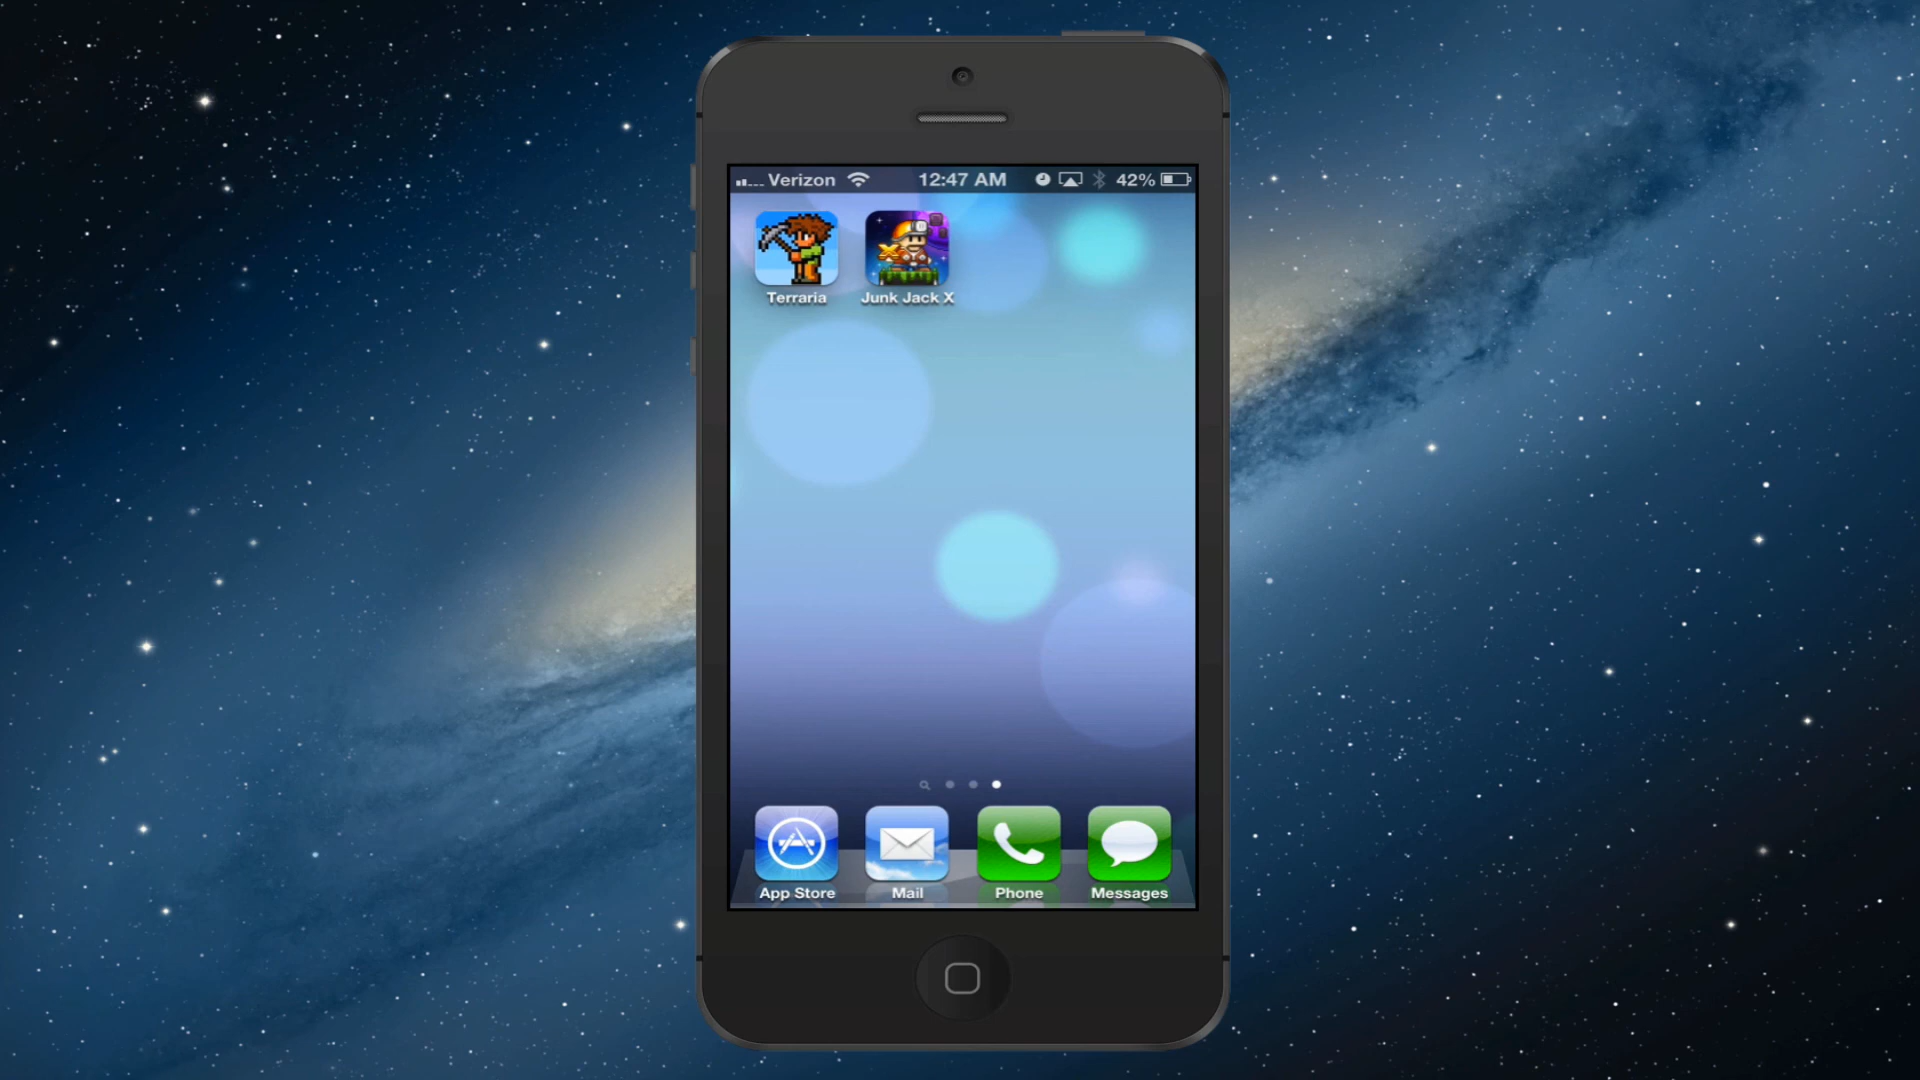 Verizon 12:47 AM 42%
Terraria Junk Jack X
App Store Mail Phone Messages